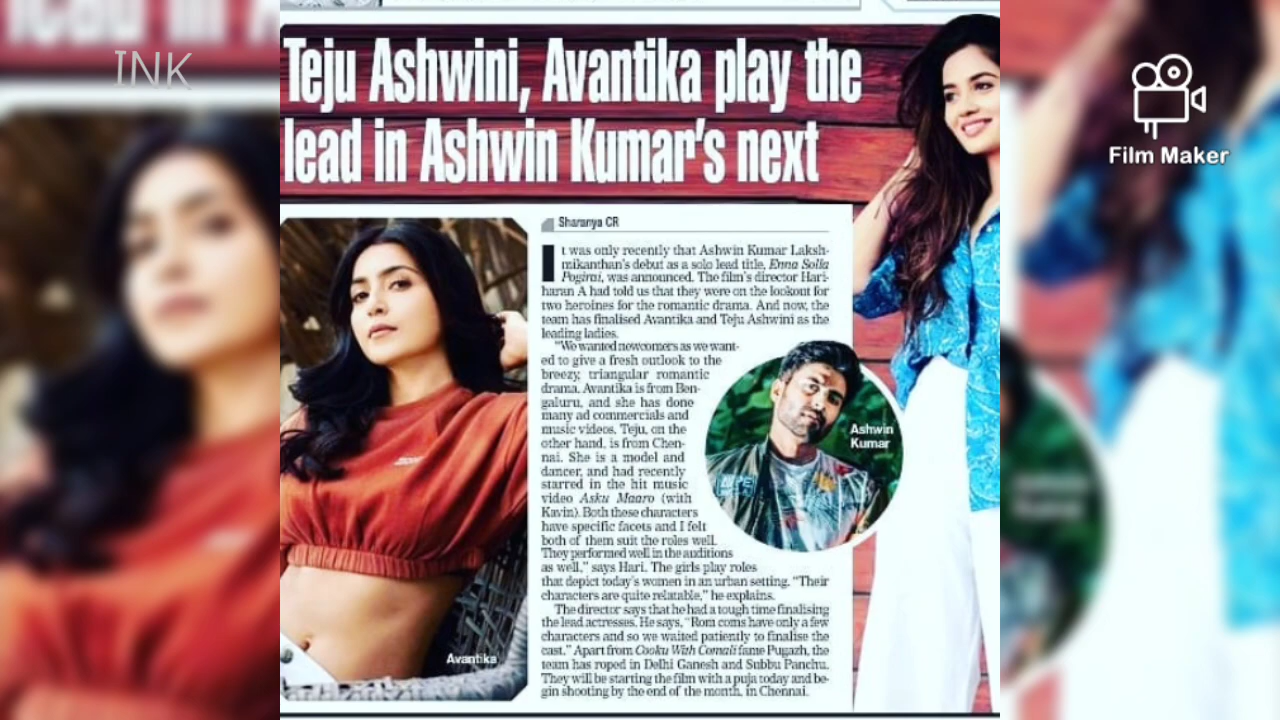 INK
Film Maker
Teju Ashwini, Avantika play the
lead in Ashwin Kumar's next
Sharanya CR
It was only recently that Ashwin Kumar Laksh-
mikanthan's debut as a solo lead title, Enna Solla
Pogirai, was announced. The film's director Hari-
haran A had told us that they were on the lookout for
two heroines for the romantic drama. And now, the
team has finalised Avantika and Teju Ashwini as the
leading ladies.
"We wanted newcomers as we want-
ed to give a fresh outlook to the
breezy, triangular romantic
drama. Avantika is from Ben-
galuru, and she has done
many ad commercials and
music videos. Teju, on the
other hand, is from Chen-
nai. She is a model and
dancer, and had recently
starred in the hit music
video Asku Maaro (with
Kavin). Both these characters
have specific facets and I felt
both of them suit the roles well.
They performed well in the auditions
as well," says Hari. The girls play roles
that depict today's women in an urban setting. "Their
characters are quite relatable," he explains.
The director says that he had a tough time finalising
the lead actresses. He says, "Rom coms have only a few
characters and so we waited patiently to finalise the
cast." Apart from Cooku With Comali fame Pugazh, the
team has roped in Delhi Ganesh and Subbu Panchu.
They will be starting the film with a puja today and be-
gin shooting by the end of the month, in Chennai.
Ashwin
Kumar
Avantika